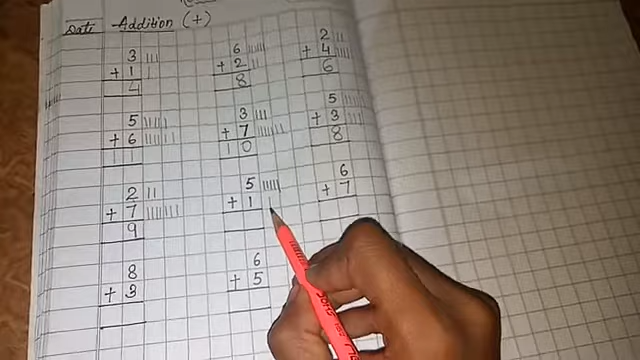 Date Addition (+)
3 6 2
+ 1 + 2 + 4
4 8 6
5 3 5
+ 6 + 7 + 3
11 10 8
2 5 6
+ 7 + 1 + 7
9
8 6
+ 3 + 5